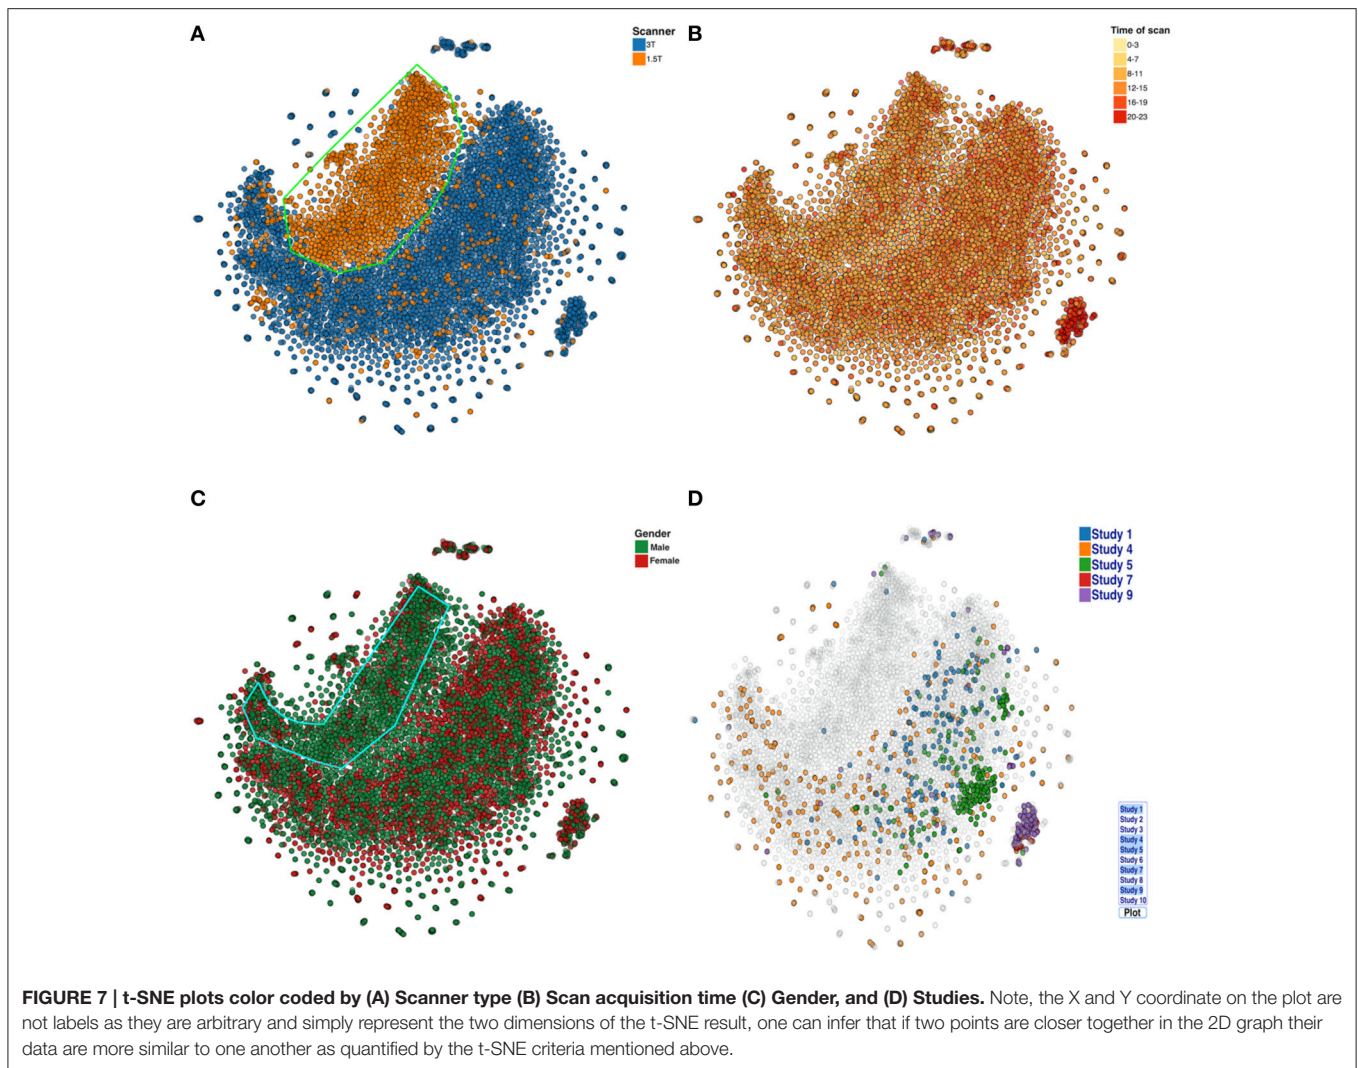 A
Scanner
3T
1.5T
B
Time of scan
0-3
4-7
8-11
12-15
16-19
20-23
C
Gender
Male
Female
D
Study 1
Study 4
Study 5
Study 7
Study 9
Study 1
Study 2
Study 3
Study 4
Study 5
Study 6
Study 7
Study 8
Study 9
Study 10
Plot
FIGURE 7 | t-SNE plots color coded by (A) Scanner type (B) Scan acquisition time (C) Gender, and (D) Studies. Note, the X and Y coordinate on the plot are
not labels as they are arbitrary and simply represent the two dimensions of the t-SNE result, one can infer that if two points are closer together in the 2D graph their
data are more similar to one another as quantified by the t-SNE criteria mentioned above.